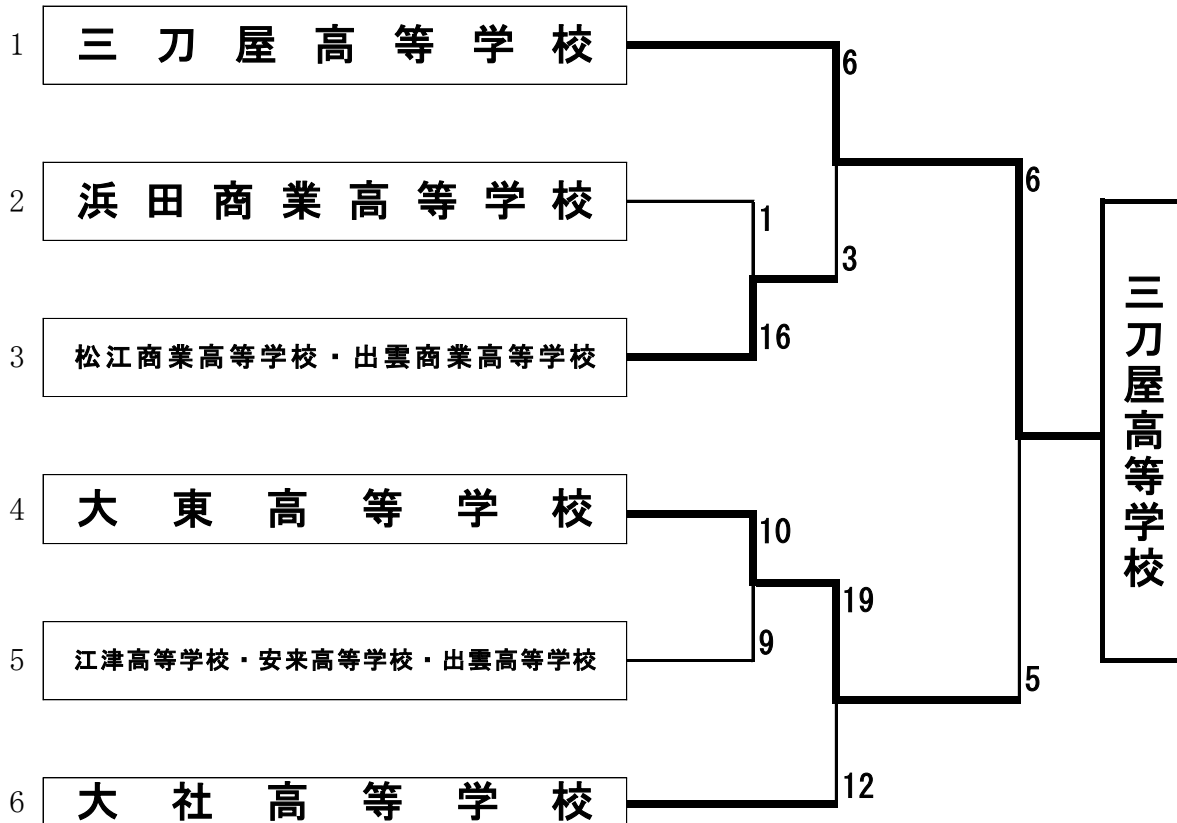 1 三刀屋高等学校
6
2 浜田商業高等学校
6
1
3
3 松江商業高等学校・出雲商業高等学校
16
三刀屋高等学校
4 大東高等学校
10
19
5 江津高等学校・安来高等学校・出雲高等学校
9
5
6 大社高等学校
12